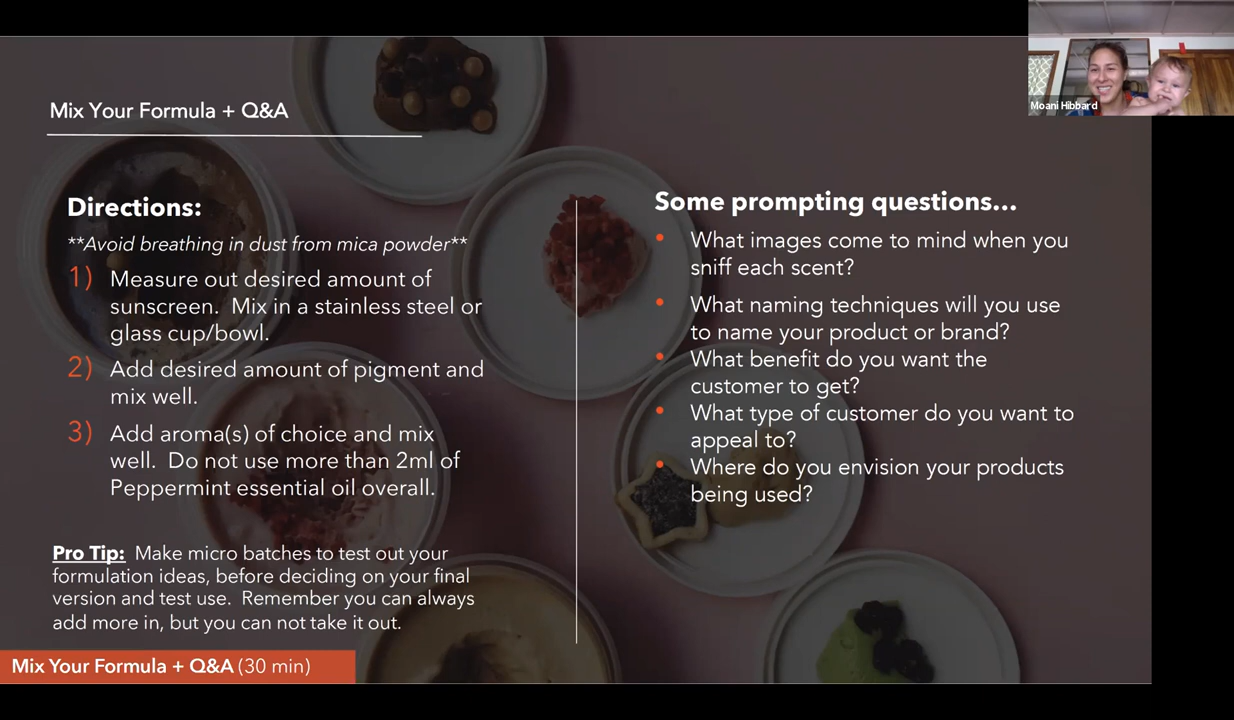 Moani Hibbard
Mix Your Formula + Q&A
Directions:
**Avoid breathing in dust from mica powder**
1) Measure out desired amount of
sunscreen. Mix in a stainless steel or
glass cup/bowl.
2) Add desired amount of pigment and
mix well.
3) Add aroma(s) of choice and mix
well. Do not use more than 2ml of
Peppermint essential oil overall.
Pro Tip: Make micro batches to test out your
formulation ideas, before deciding on your final
version and test use. Remember you can always
add more in, but you can not take it out.
Some prompting questions...
• What images come to mind when you
sniff each scent?
• What naming techniques will you use
to name your product or brand?
• What benefit do you want the
customer to get?
• What type of customer do you want to
appeal to?
• Where do you envision your products
being used?
Mix Your Formula + Q&A (30 min)